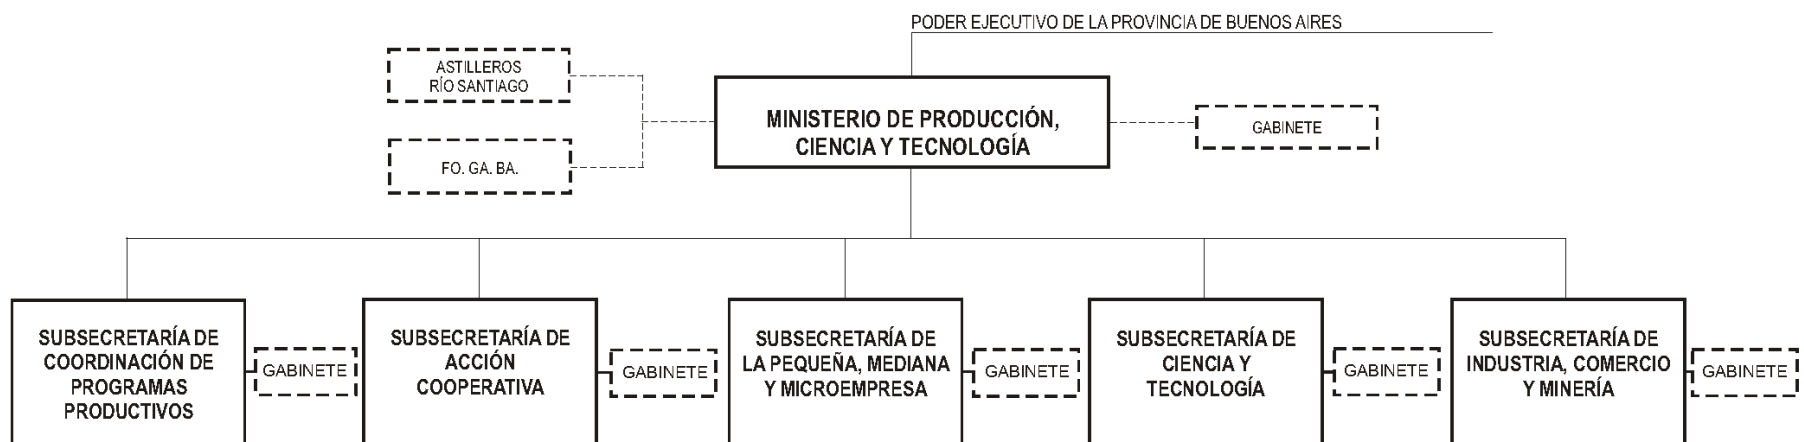 PODER EJECUTIVO DE LA PROVINCIA DE BUENOS AIRES
ASTILLEROS
RÍO SANTIAGO
FO. GA. BA.
MINISTERIO DE PRODUCCIÓN,
CIENCIA Y TECNOLOGÍA
GABINETE
SUBSECRETARÍA DE
COORDINACIÓN DE
PROGRAMAS
PRODUCTIVOS
GABINETE
SUBSECRETARÍA DE
ACCIÓN
COOPERATIVA
GABINETE
SUBSECRETARÍA DE
LA PEQUEÑA, MEDIANA
Y MICROEMPRESA
GABINETE
SUBSECRETARÍA DE
CIENCIA Y
TECNOLOGÍA
GABINETE
SUBSECRETARÍA DE
INDUSTRIA, COMERCIO
Y MINERÍA
GABINETE